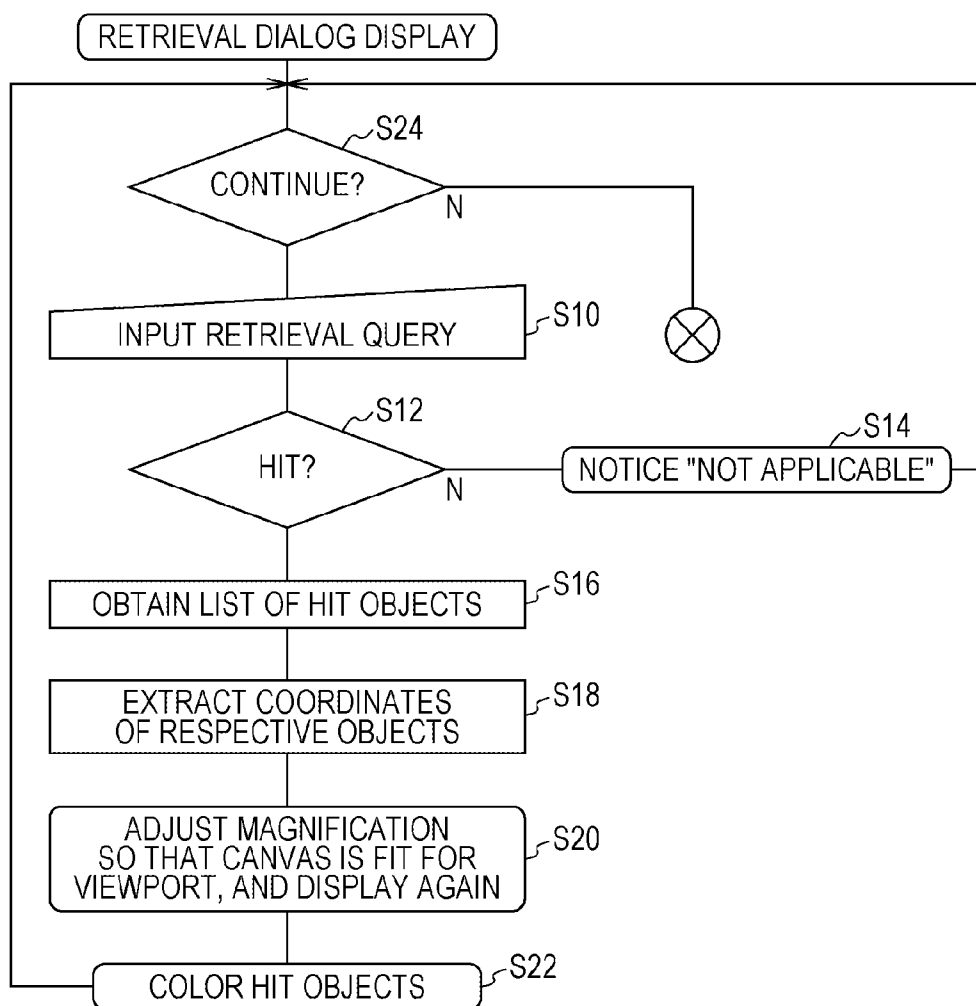 RETRIEVAL DIALOG DISPLAY
S24
CONTINUE?
N
INPUT RETRIEVAL QUERY
S10
S12
HIT?
N
S14
NOTICE "NOT APPLICABLE"
OBTAIN LIST OF HIT OBJECTS
S16
EXTRACT COORDINATES
OF RESPECTIVE OBJECTS
S18
ADJUST MAGNIFICATION
SO THAT CANVAS IS FIT FOR
VIEWPORT, AND DISPLAY AGAIN
S20
COLOR HIT OBJECTS
S22